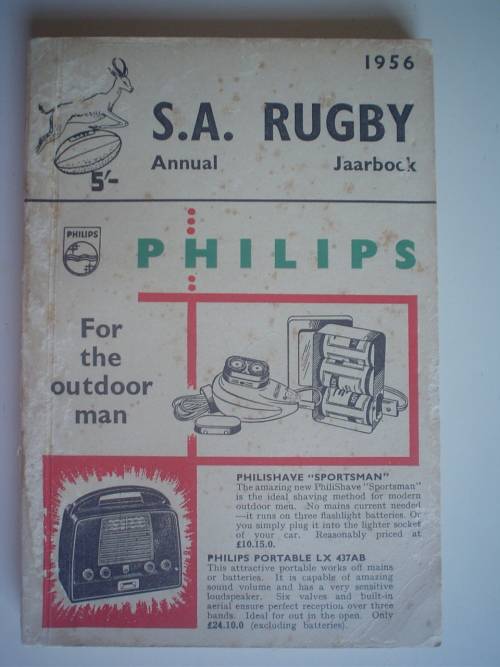 1956
S.A. RUGBY
Annual Jaarboek
5/-
PHILIPS
PHILIPS
For
the
outdoor
man
PHILISHAVE "SPORTSMAN"
The amazing new PhiliShave "Sportsman"
is the ideal shaving method for modern
outdoor men. No mains current needed
—it runs on three flashlight batteries. Or
you simply plug it into the lighter socket
of your car. Reasonably priced at
£10.15.0.
PHILIPS PORTABLE LX 437AB
This attractive portable works off mains
or batteries. It is capable of amazing
sound volume and has a very sensitive
loudspeaker. Six valves and built-in
aerial ensure perfect reception over three
bands. Ideal for out in the open. Only
£24.10.0 (excluding batteries).